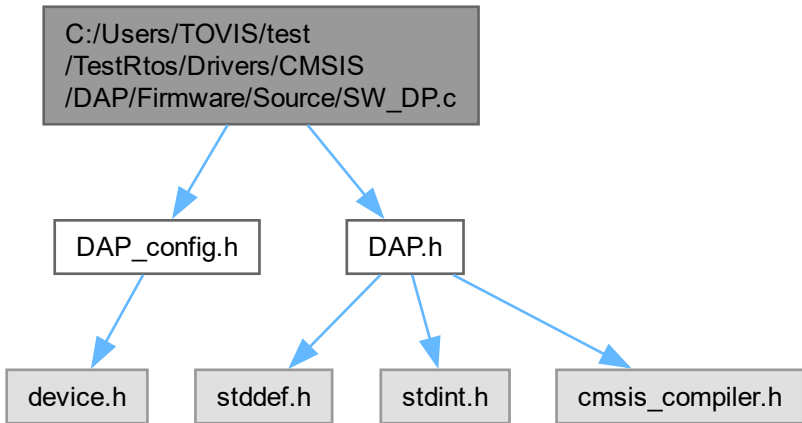 C:/Users/TOVIS/test
/TestRtos/Drivers/CMSIS
/DAP/Firmware/Source/SW_DP.c
DAP_config.h
DAP.h
device.h
stddef.h
stdint.h
cmsis_compiler.h